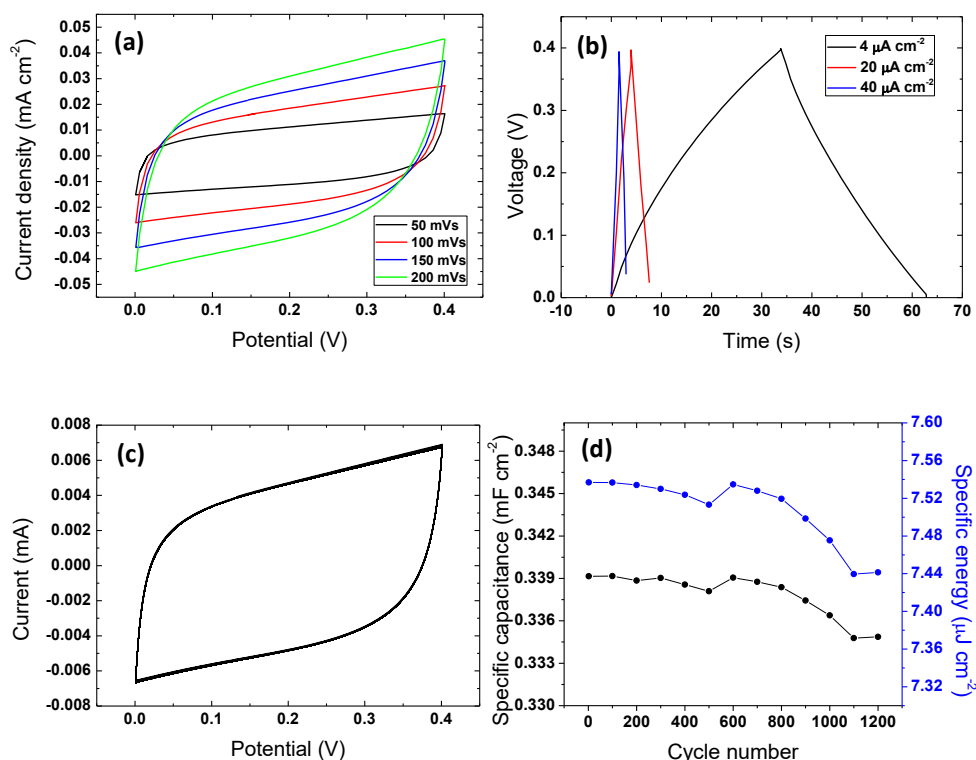 (a)
Current density (mA cm-2)
0.05
0.04
0.03
0.02
0.01
0.00
-0.01
-0.02
-0.03
-0.04
-0.05
0.0 0.1 0.2 0.3 0.4
Potential (V)
50 mVs
100 mVs
150 mVs
200 mVs
(b)
Voltage (V)
0.4
0.3
0.2
0.1
0.0
-10 0 10 20 30 40 50 60 70
Time (s)
4 µA cm-2
20 µA cm-2
40 µA cm-2
(c)
Current (mA)
0.008
0.006
0.004
0.002
0.000
-0.002
-0.004
-0.006
-0.008
0.0 0.1 0.2 0.3 0.4
Potential (V)
(d)
Specific capacitance (mF cm-2)
0.348
0.345
0.342
0.339
0.336
0.333
0.330
0 200 400 600 800 1000 1200
Cycle number
7.60
7.56
7.52
7.48
7.44
7.40
7.36
7.32
Specific energy (µJ cm-2)